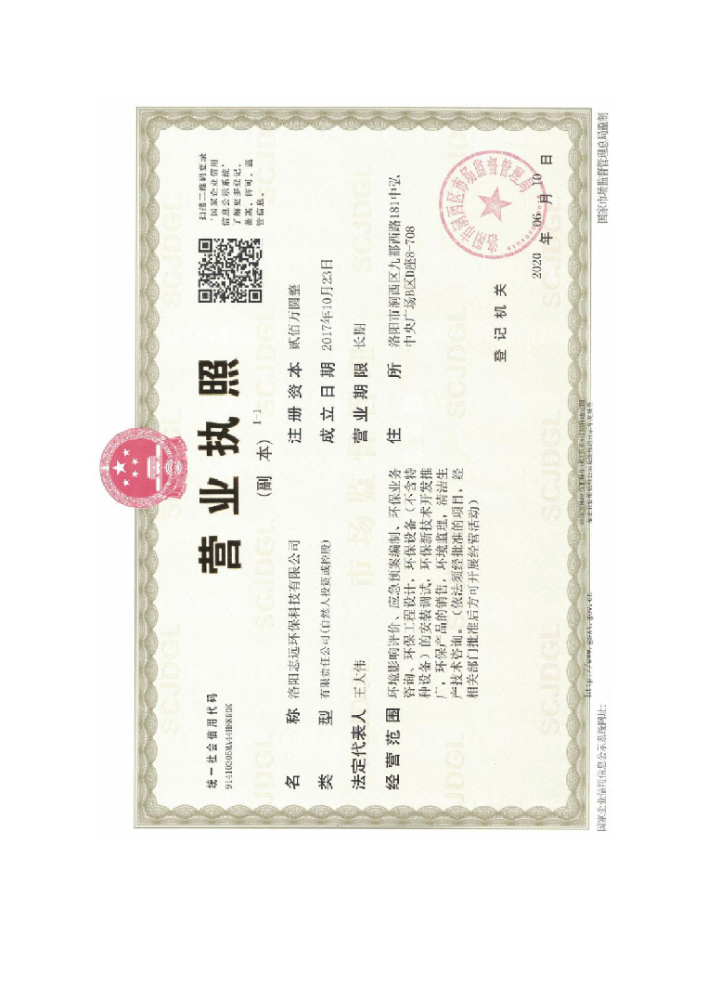 营业执照
(副 本) 1-1
统一社会信用代码
扫描二维码登录
‘国家企业信用
信息公示系统’
了解更多登记、
备案、许可、监
管信息。
名 称 洛阳志远环保科技有限公司
类 型 有限责任公司(自然人投资或控股)
法定代表人 王大伟
经营范围 环境影响评价、应急预案编制、环保业务
咨询、环保工程设计,环保设备(不含特
种设备)的安装调试,环保新技术开发推
广,环保产品的销售,环境监理,清洁生
产技术咨询。(依法须经批准的项目,经
相关部门批准后方可开展经营活动)
注册资本 贰佰万圆整
成立日期 2017年10月23日
营业期限 长期
住 所 洛阳市涧西区九都西路181中弘
中央广场B区D座8-708
登记机关
洛阳市涧西区市场监督管理局
2020 年 06 月 10 日
国家企业信用信息公示系统网址:
http://www.gsxt.gov.cn
国家市场监督管理总局监制